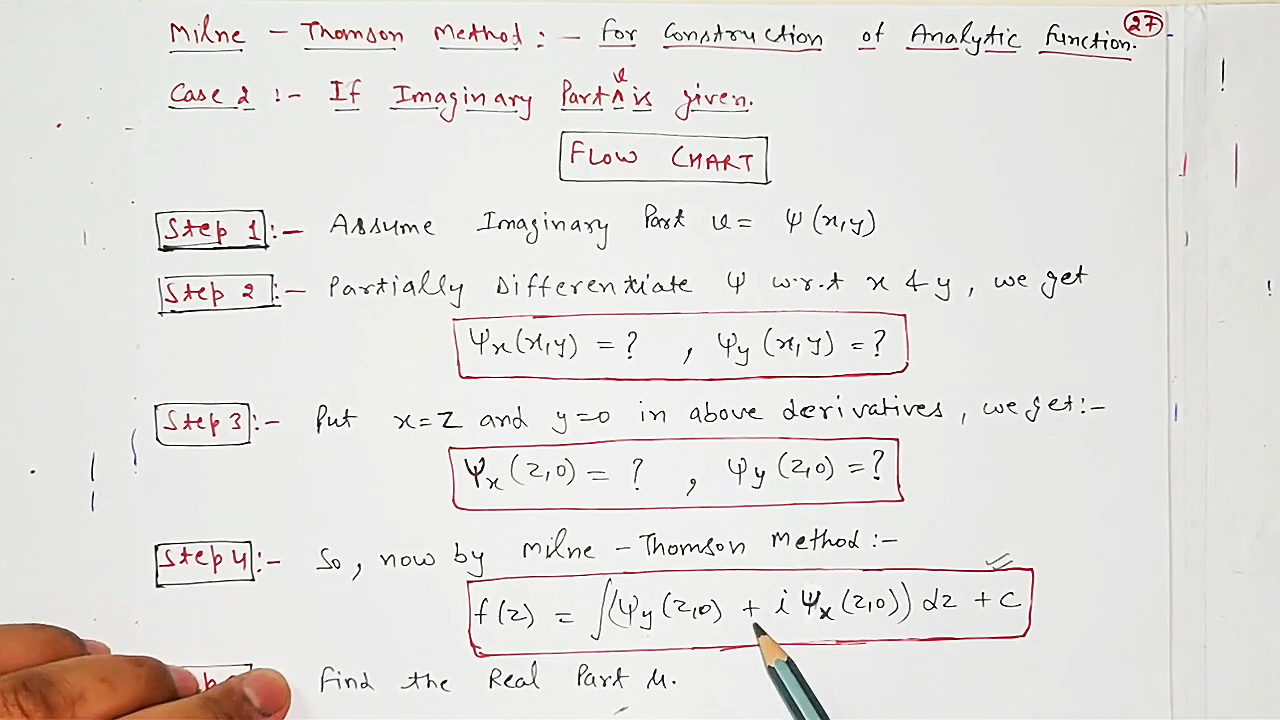 27
Milne - Thomson Method :- for Construction of Analytic function.
Case 2 :- If Imaginary Part v is given.
FLOW CHART
Step 1 :- Assume Imaginary Part v = ψ(x,y)
Step 2 :- Partially Differentiate ψ w.r.t x & y, we get
ψx(x,y) = ? , ψy(x,y) = ?
Step 3 :- Put x=z and y=0 in above derivatives, we get:-
ψx(z,0) = ? , ψy(z,0) = ?
Step 4 :- So, now by Milne - Thomson Method :-
f(z) = ∫(ψy(z,0) + i ψx(z,0)) dz + c
Find the Real Part u.